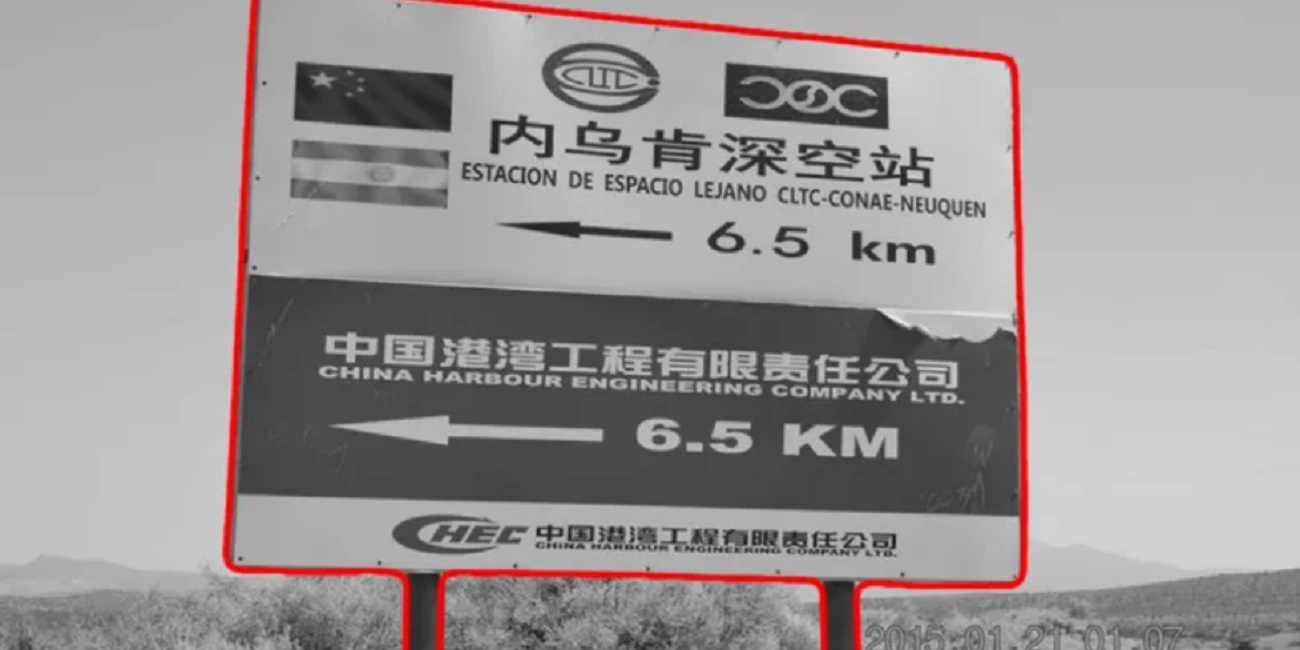 CLTC
内乌肯深空站
ESTACION DE ESPACIO LEJANO CLTC-CONAE-NEUQUEN
6.5 km
中国港湾工程有限责任公司
CHINA HARBOUR ENGINEERING COMPANY LTD.
6.5 KM
CHEC 中国港湾工程有限责任公司
CHINA HARBOUR ENGINEERING COMPANY LTD.
2015.01.21 01:07